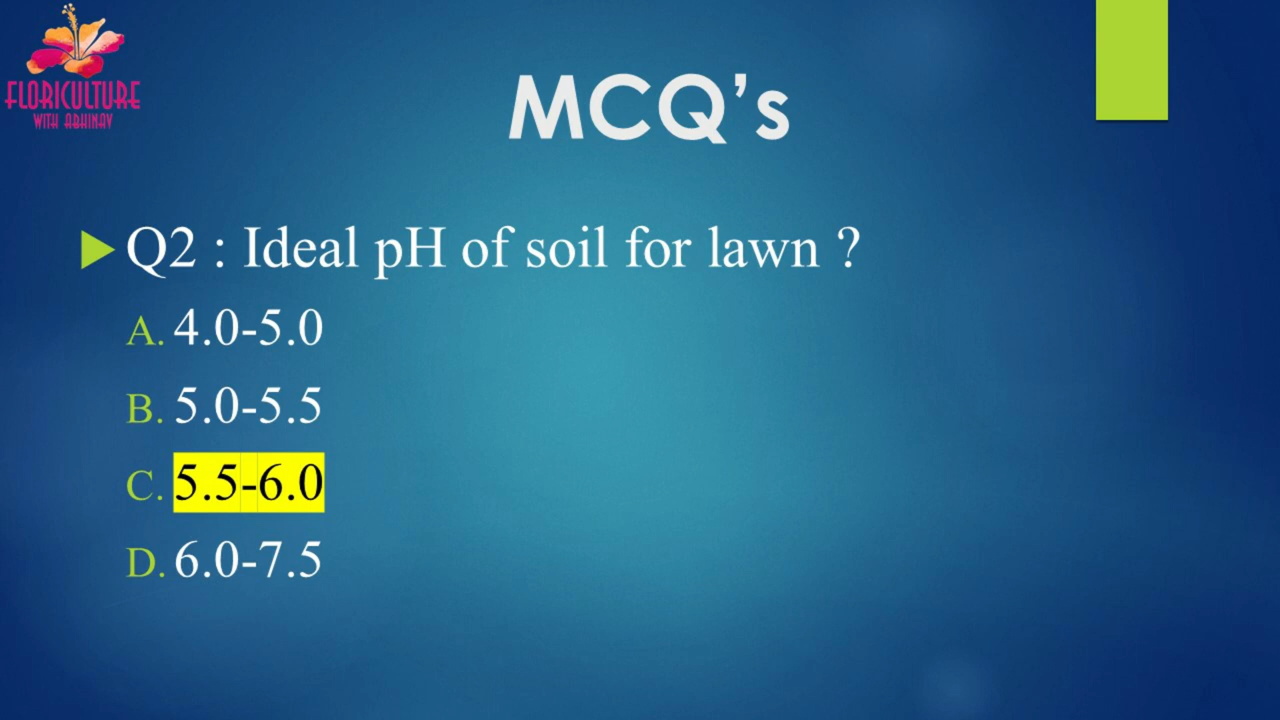 FLORICULTURE
WITH ABHINAV
MCQ’s
Q2 : Ideal pH of soil for lawn ?
A. 4.0-5.0
B. 5.0-5.5
C. 5.5-6.0
D. 6.0-7.5